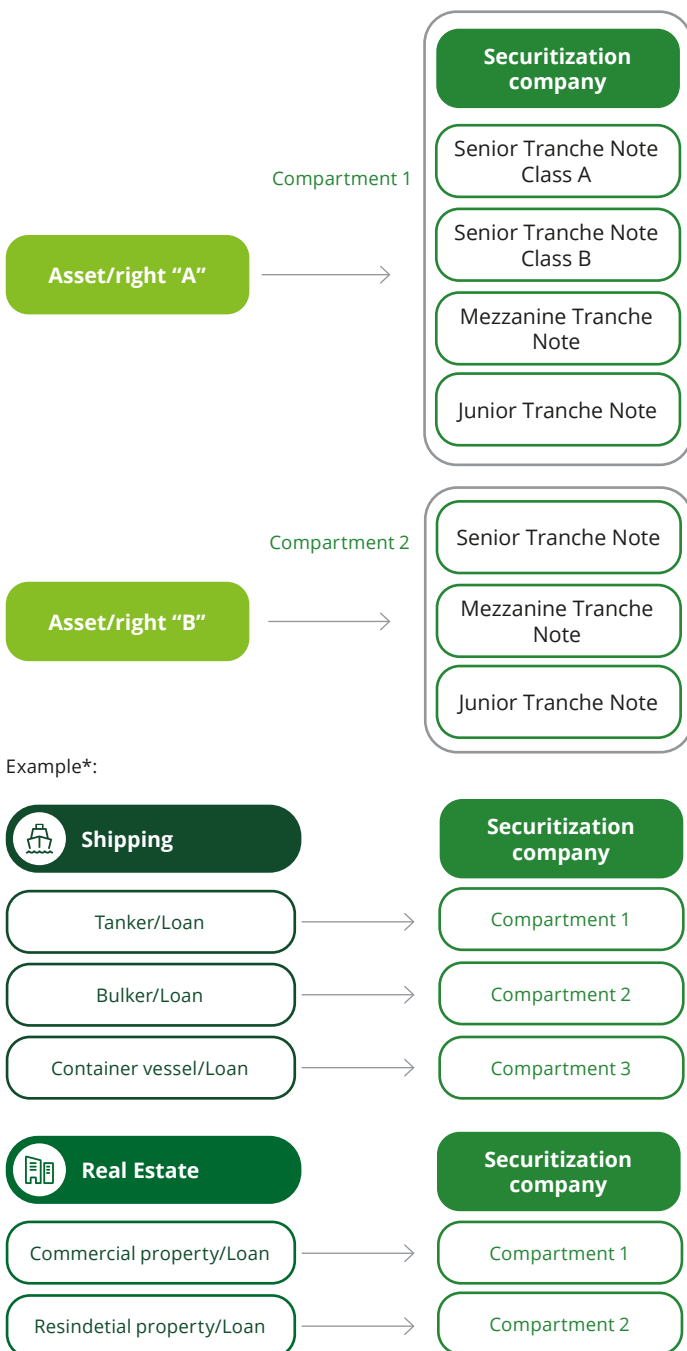 Securitization
company
Compartment 1
Senior Tranche Note
Class A
Senior Tranche Note
Class B
Asset/right “A”
Mezzanine Tranche
Note
Junior Tranche Note
Compartment 2
Senior Tranche Note
Asset/right “B”
Mezzanine Tranche
Note
Junior Tranche Note
Example*:
Shipping
Securitization
company
Tanker/Loan
Compartment 1
Bulker/Loan
Compartment 2
Container vessel/Loan
Compartment 3
Real Estate
Securitization
company
Commercial property/Loan
Compartment 1
Resindetial property/Loan
Compartment 2